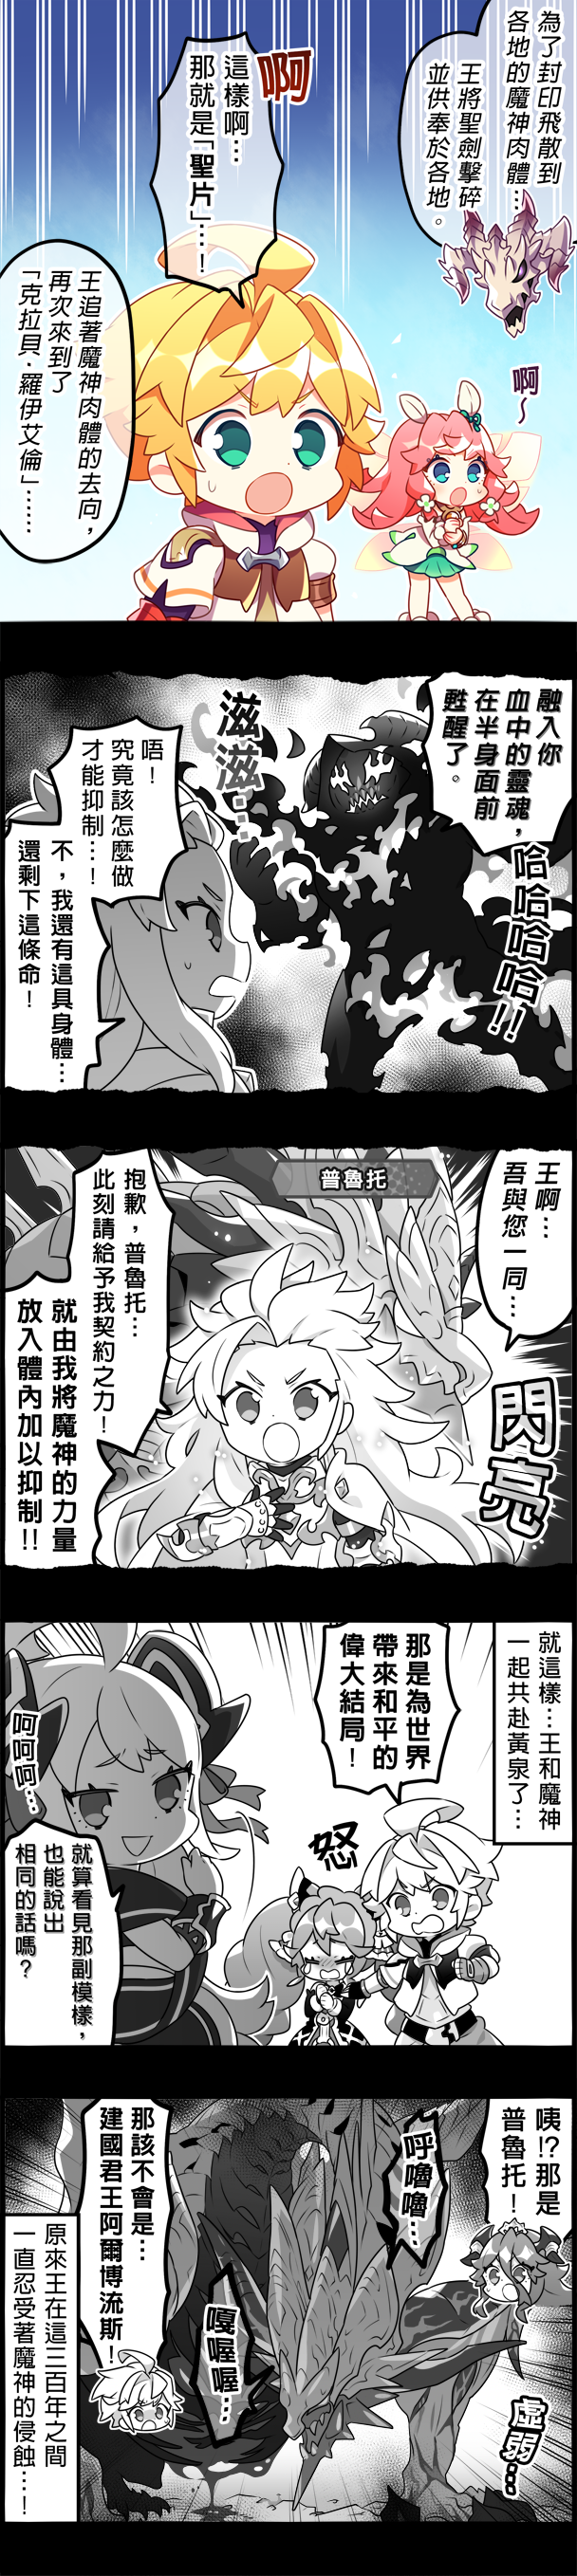 為了封印飛散到
各地的魔神肉體…
王將聖劍擊碎
並供奉於各地。
啊
這樣啊…
那就是「聖片」…！
啊～
王追著魔神肉體的去向，
再次來到了
「克拉貝·羅伊艾倫」……
融入你
血中的靈魂，
在半身面前
甦醒了。
哈哈哈哈!!
滋滋…
唔！
究竟該怎麼做
才能抑制…！
不，我還有這具身體…
還剩下這條命！
王啊…
吾與您一同…
普魯托
閃亮
抱歉，普魯托…
此刻請給予我契約之力！
就由我將魔神的力量
放入體內加以抑制!!
就這樣…王和魔神
一起共赴黃泉了…
那是為世界
帶來和平的
偉大結局！
怒
呵呵呵…
就算看見那副模樣，
也能說出
相同的話嗎？
咦!?那是
普魯托！
呼嚕嚕…
虛弱…
嘎喔喔…
那該不會是…
建國君王阿爾博流斯！
原來王在這三百年之間
一直忍受著魔神的侵蝕…！